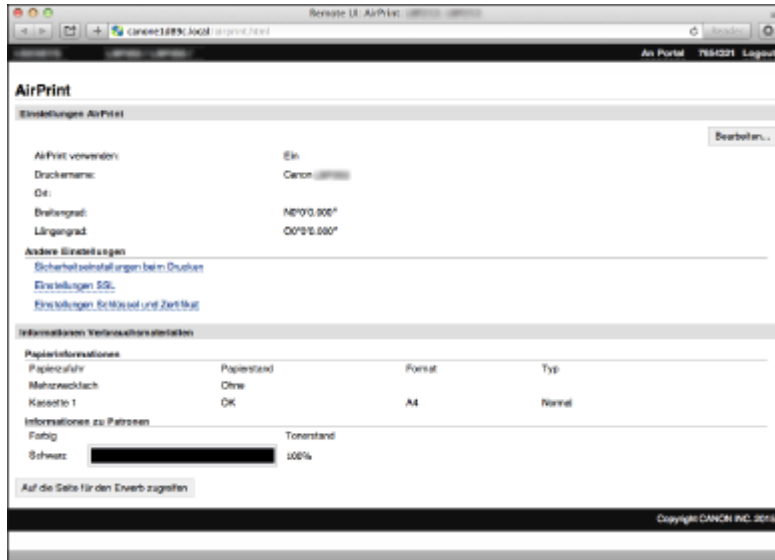 Remote UI: AirPrint:
canone1d89c.local/airprint.html
Reader
An Portal 7654321 Logout
AirPrint
Einstellungen AirPrint
Bearbeiten...
AirPrint verwenden: Ein
Druckername: Canon
Ort:
Breitengrad: N0°0'0.000"
Längengrad: O0°0'0.000"
Andere Einstellungen
Sicherheitseinstellungen beim Drucken
Einstellungen SSL
Einstellungen Schlüssel und Zertifikat
Informationen Verbrauchsmaterialien
Papierinformationen
Papierzufuhr Papierstand Format Typ
Mehrzweckfach Ohne
Kassette 1 OK A4 Normal
Informationen zu Patronen
Farbig Tonerstand
Schwarz 100%
Auf die Seite für den Erwerb zugreifen
Copyright CANON INC.